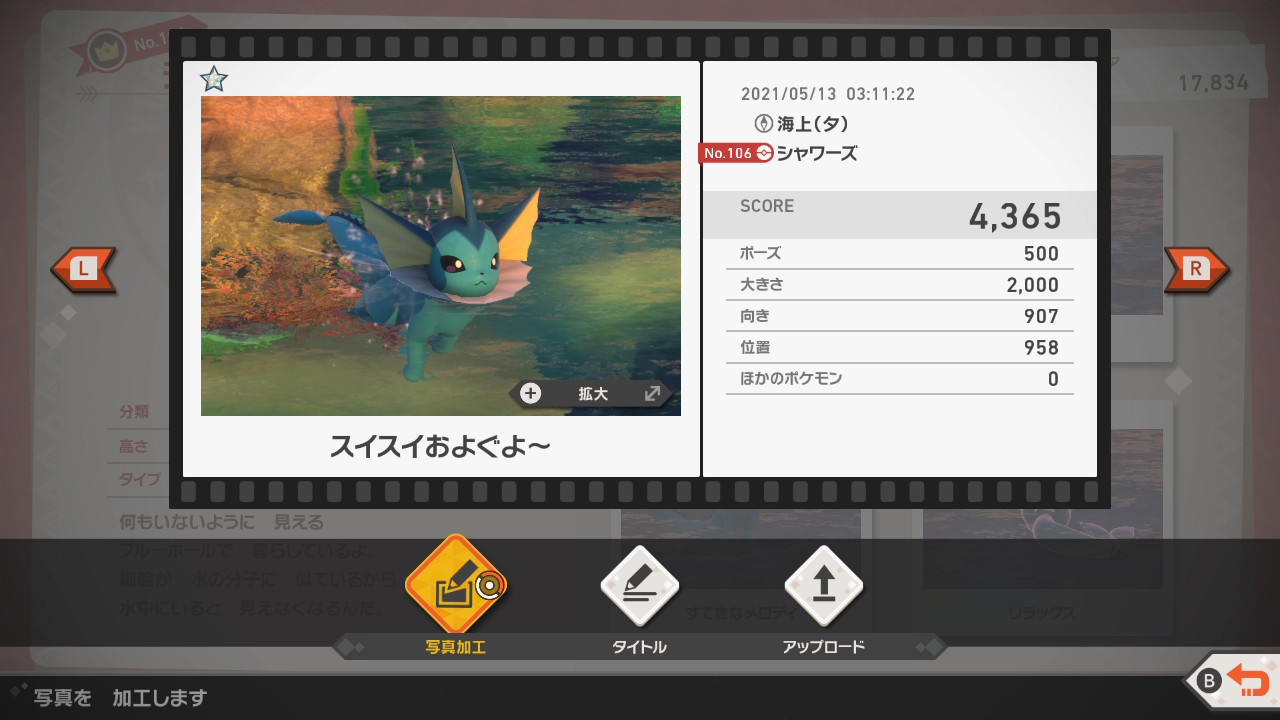 No.1
17,834
2021/05/13 03:11:22
海上(夕)
No.106 シャワーズ
SCORE 4,365
ポーズ 500
大きさ 2,000
向き 907
位置 958
ほかのポケモン 0
L
R
+ 拡大
スイスイおよぐよ～
分類
高さ
タイプ
何もいないように 見える
ブルーホールで 暮らしているよ。
細胞が 水の分子に 似ているから
水中にいると 見えなくなるんだ。
すてきなメロディ
リラックス
写真加工
タイトル
アップロード
写真を 加工します
B